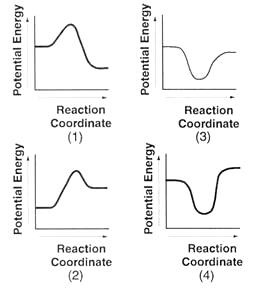 Potential Energy
Reaction
Coordinate
(1)
Potential Energy
Reaction
Coordinate
(3)
Potential Energy
Reaction
Coordinate
(2)
Potential Energy
Reaction
Coordinate
(4)